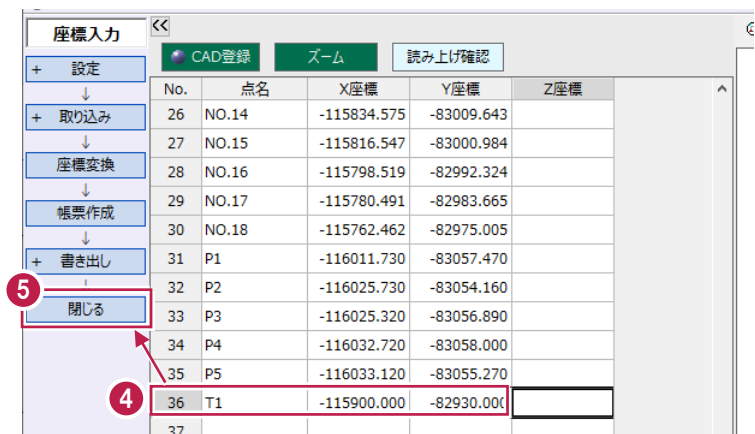 座標入力
<<
CAD登録 ズーム 読み上げ確認
+ 設定
↓
+ 取り込み
↓
座標変換
↓
帳票作成
↓
+ 書き出し
5
閉じる
4
No. 点名 X座標 Y座標 Z座標
26 NO.14 -115834.575 -83009.643
27 NO.15 -115816.547 -83000.984
28 NO.16 -115798.519 -82992.324
29 NO.17 -115780.491 -82983.665
30 NO.18 -115762.462 -82975.005
31 P1 -116011.730 -83057.470
32 P2 -116025.730 -83054.160
33 P3 -116025.320 -83056.890
34 P4 -116032.720 -83058.000
35 P5 -116033.120 -83055.270
36 T1 -115900.000 -82930.000
37